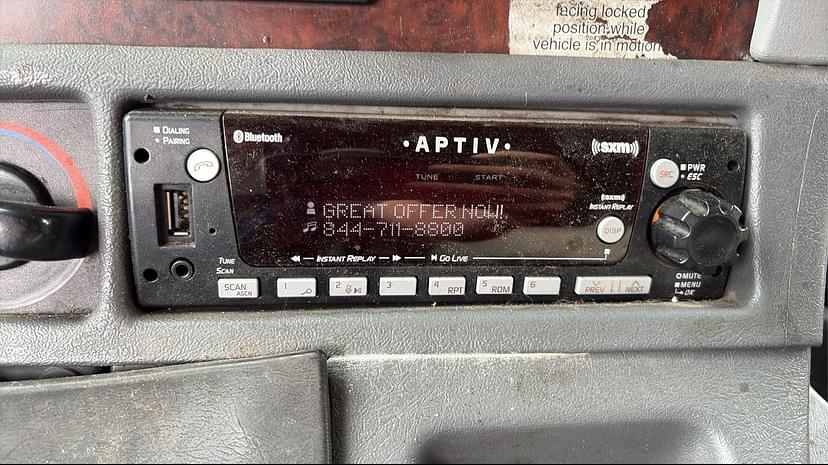 facing locked
position while
vehicle is in motion
DIALING
PAIRING
Bluetooth
•APTIV•
((SXM))
PWR
ESC
SRC
TUNE START
((SXM))
INSTANT REPLAY
DISP
GREAT OFFER NOW!
844-711-8800
INSTANT REPLAY GO LIVE
TUNE
SCAN
SCAN
ASCN
1
2
3
4 RPT
5 RDM
6
PREV NEXT
MUTE
MENU
OK